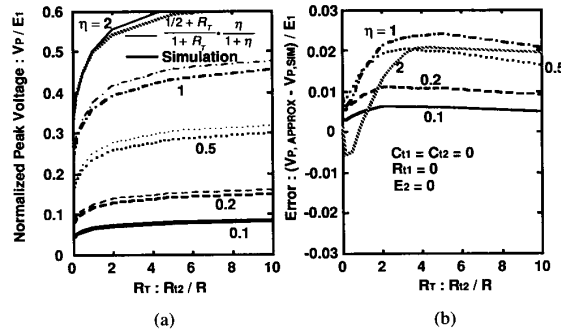 Normalized Peak Voltage : VP / E1
0.6
0.5
0.4
0.3
0.2
0.1
0
0 2 4 6 8 10
η = 2
1/2 + RT / 1 + RT · η / 1 + η
Simulation
1
0.5
0.2
0.1
RT : Rt2 / R
(a)
Error : (VP, APPROX - VP,SIM) / E1
0.03
0.02
0.01
0
-0.01
-0.02
-0.03
0 2 4 6 8 10
η = 1
2
0.5
0.2
0.1
Ct1 = Ct2 = 0
Rt1 = 0
E2 = 0
RT : Rt2 / R
(b)